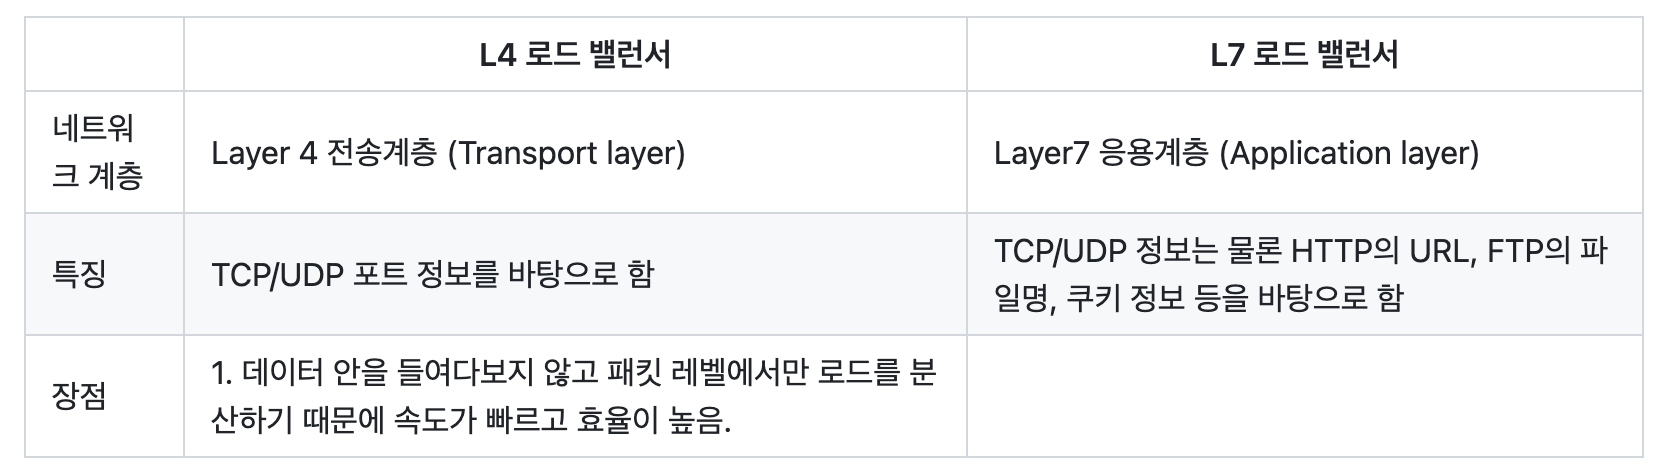 L4 로드 밸런서
L7 로드 밸런서
네트워
크 계층
Layer 4 전송계층 (Transport layer)
Layer7 응용계층 (Application layer)
특징
TCP/UDP 포트 정보를 바탕으로 함
TCP/UDP 정보는 물론 HTTP의 URL, FTP의 파
일명, 쿠키 정보 등을 바탕으로 함
장점
1. 데이터 안을 들여다보지 않고 패킷 레벨에서만 로드를 분
산하기 때문에 속도가 빠르고 효율이 높음.